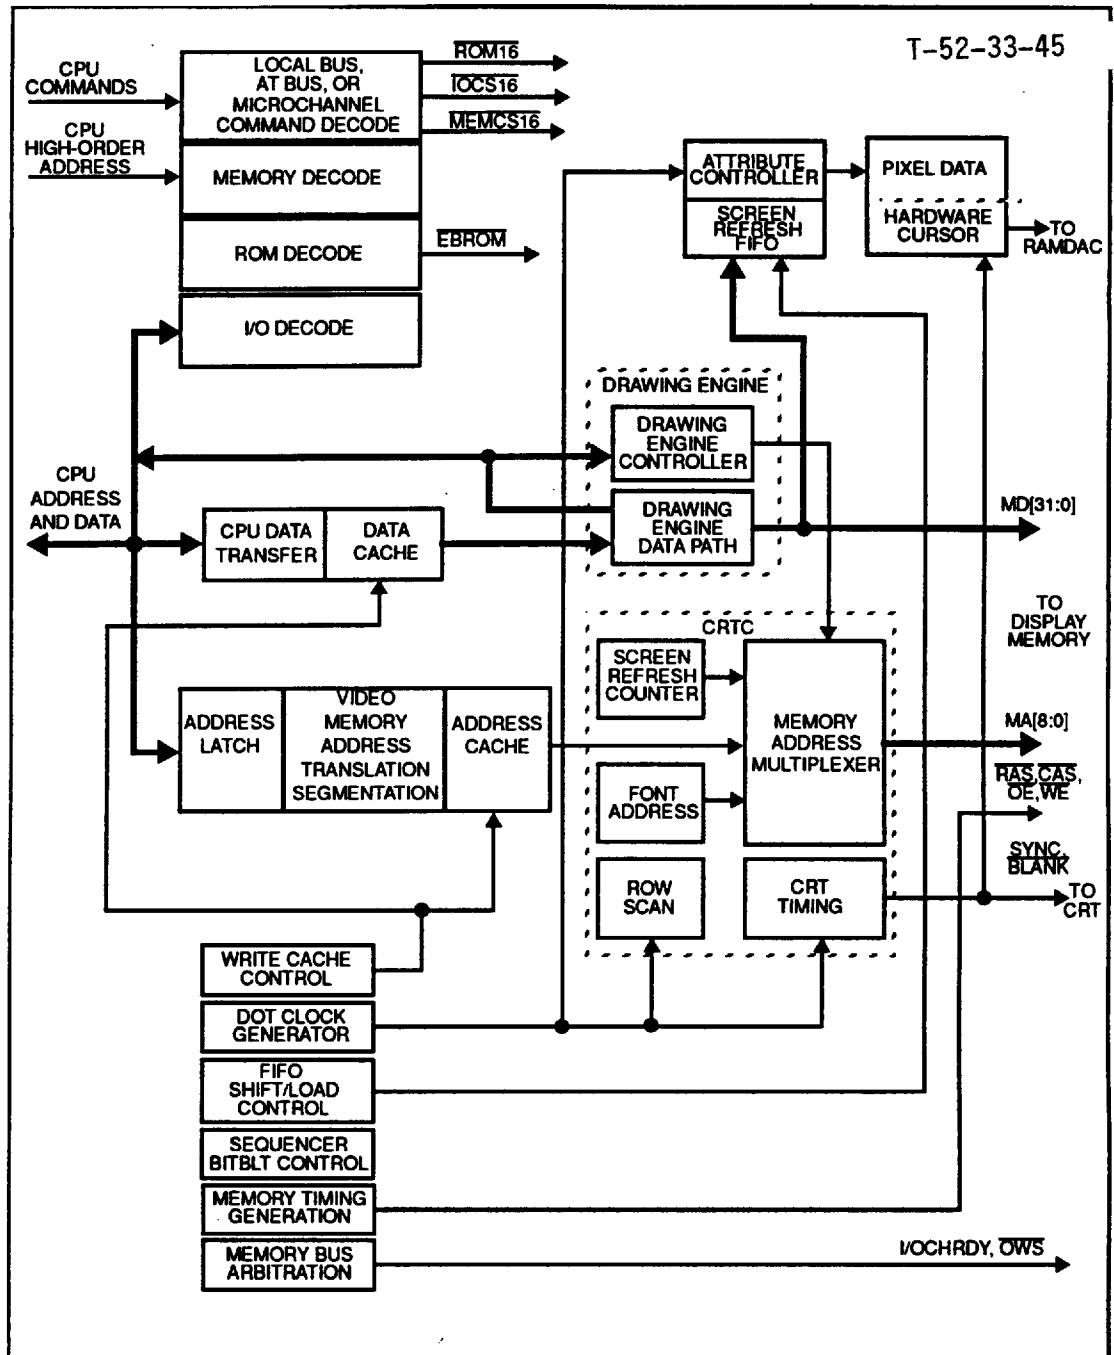 T-52-33-45
CPU
COMMANDS
CPU
HIGH-ORDER
ADDRESS
LOCAL BUS,
AT BUS, OR
MICROCHANNEL
COMMAND DECODE
ROM16
IOCS16
MEMCS16
MEMORY DECODE
ROM DECODE
EBROM
I/O DECODE
ATTRIBUTE
CONTROLLER
SCREEN
REFRESH
FIFO
PIXEL DATA
HARDWARE
CURSOR
TO
RAMDAC
DRAWING ENGINE
DRAWING
ENGINE
CONTROLLER
DRAWING
ENGINE
DATA PATH
CPU
ADDRESS
AND DATA
CPU DATA
TRANSFER
DATA
CACHE
MD[31:0]
TO
DISPLAY
MEMORY
CRTC
SCREEN
REFRESH
COUNTER
MEMORY
ADDRESS
MULTIPLEXER
FONT
ADDRESS
ROW
SCAN
CRT
TIMING
ADDRESS
LATCH
VIDEO
MEMORY
ADDRESS
TRANSLATION
SEGMENTATION
ADDRESS
CACHE
MA[8:0]
RAS,CAS,
OE,WE
SYNC,
BLANK
TO
CRT
WRITE CACHE
CONTROL
DOT CLOCK
GENERATOR
FIFO
SHIFT/LOAD
CONTROL
SEQUENCER
BITBLT CONTROL
MEMORY TIMING
GENERATION
MEMORY BUS
ARBITRATION
I/OCHRDY, OWS